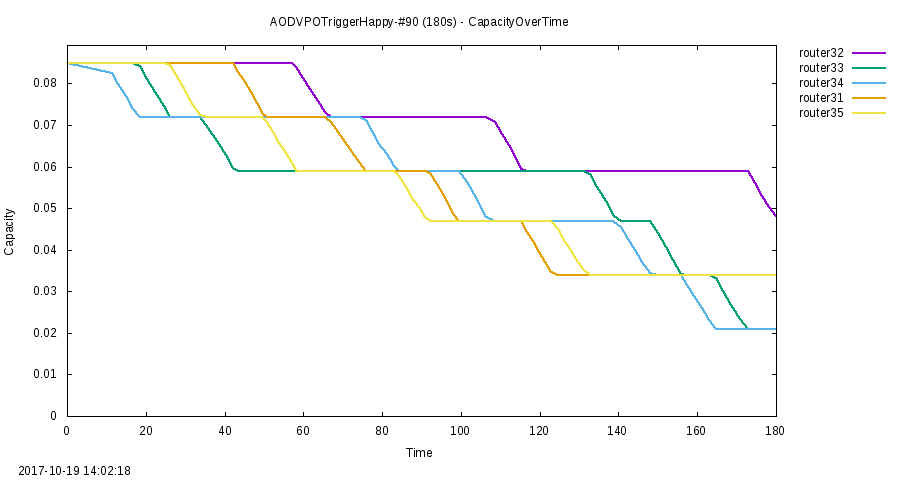 AODVPOTriggerHappy-#90 (180s) - CapacityOverTime
router32
router33
router34
router31
router35
0.08
0.07
0.06
0.05
0.04
0.03
0.02
0.01
0
Capacity
0 20 40 60 80 100 120 140 160 180
Time
2017-10-19 14:02:18